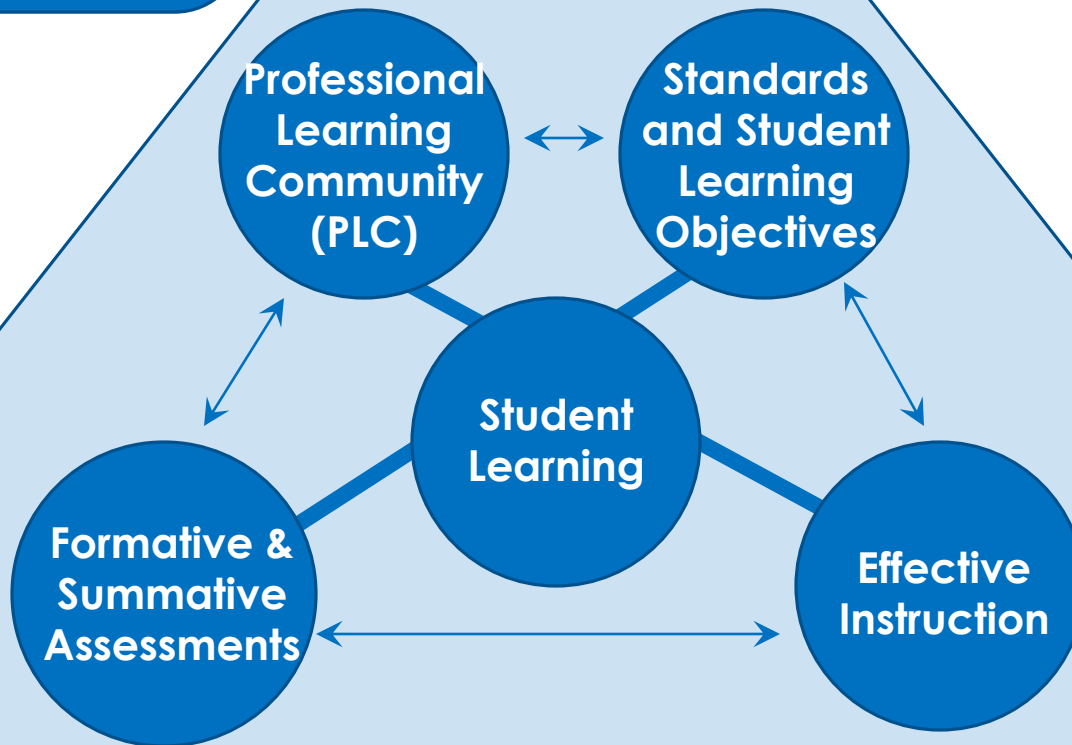 Professional
Learning
Community
(PLC)
Standards
and Student
Learning
Objectives
Student
Learning
Formative &
Summative
Assessments
Effective
Instruction